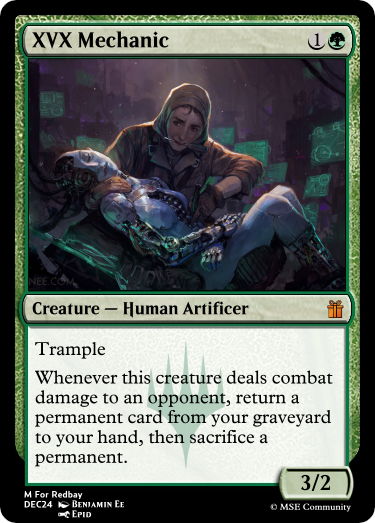 XVX Mechanic 1
Creature — Human Artificer
Trample
Whenever this creature deals combat
damage to an opponent, return a
permanent card from your graveyard
to your hand, then sacrifice a
permanent.
3/2
M For Redbay
DEC24 Benjamin Ee
Epid
© MSE Community